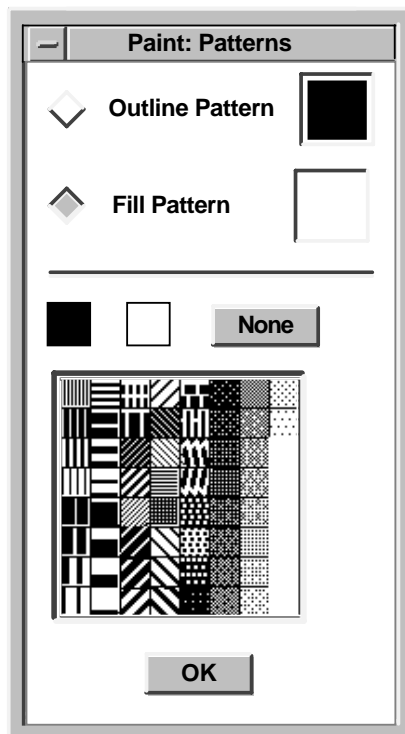 Paint: Patterns
Outline Pattern
Fill Pattern
None
OK